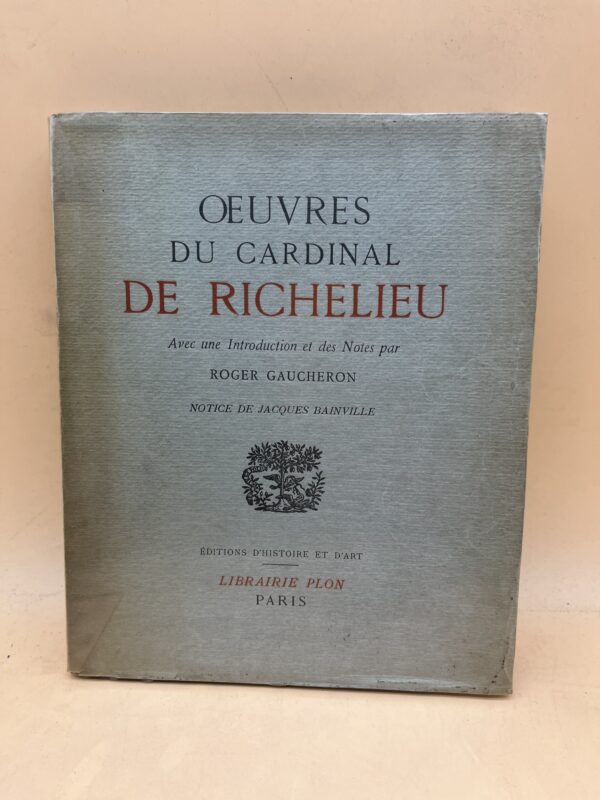 OEUVRES
DU CARDINAL
DE RICHELIEU
Avec une Introduction et des Notes par
ROGER GAUCHERON
NOTICE DE JACQUES BAINVILLE
ÉDITIONS D'HISTOIRE ET D'ART
LIBRAIRIE PLON
PARIS